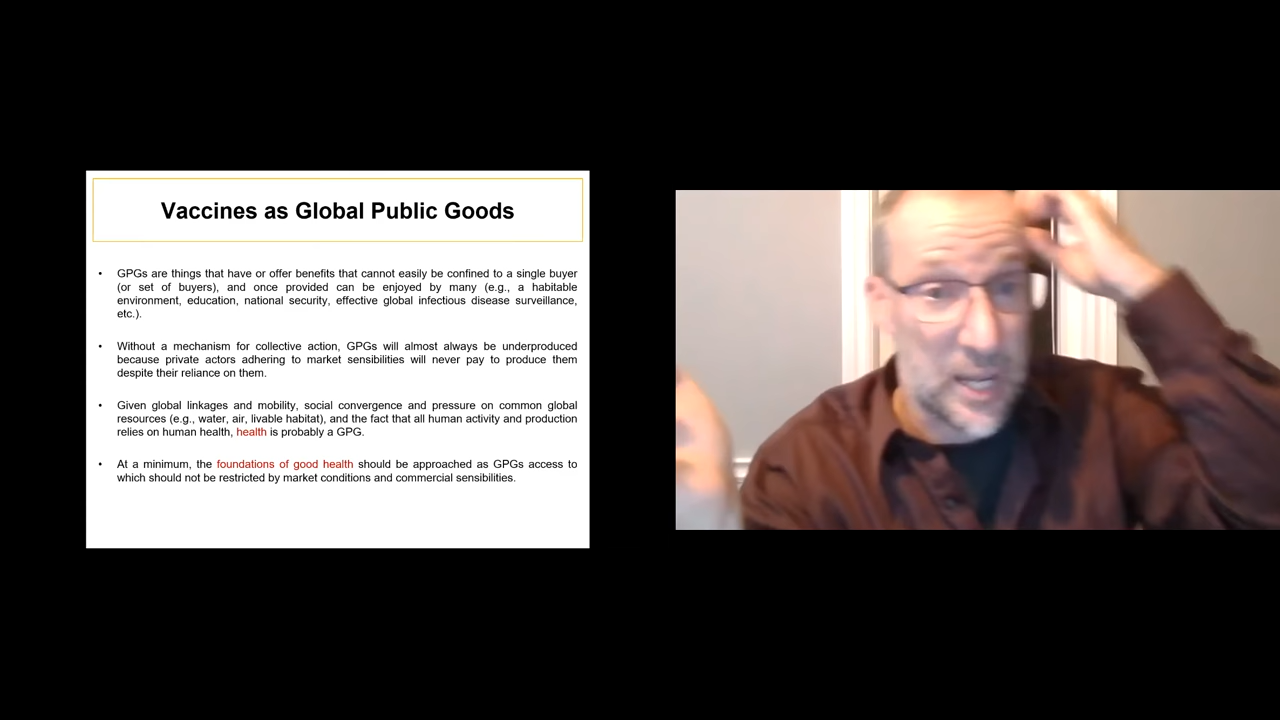 Vaccines as Global Public Goods
• GPGs are things that have or offer benefits that cannot easily be confined to a single buyer
(or set of buyers), and once provided can be enjoyed by many (e.g., a habitable
environment, education, national security, effective global infectious disease surveillance,
etc.).
• Without a mechanism for collective action, GPGs will almost always be underproduced
because private actors adhering to market sensibilities will never pay to produce them
despite their reliance on them.
• Given global linkages and mobility, social convergence and pressure on common global
resources (e.g., water, air, livable habitat), and the fact that all human activity and production
relies on human health, health is probably a GPG.
• At a minimum, the foundations of good health should be approached as GPGs access to
which should not be restricted by market conditions and commercial sensibilities.